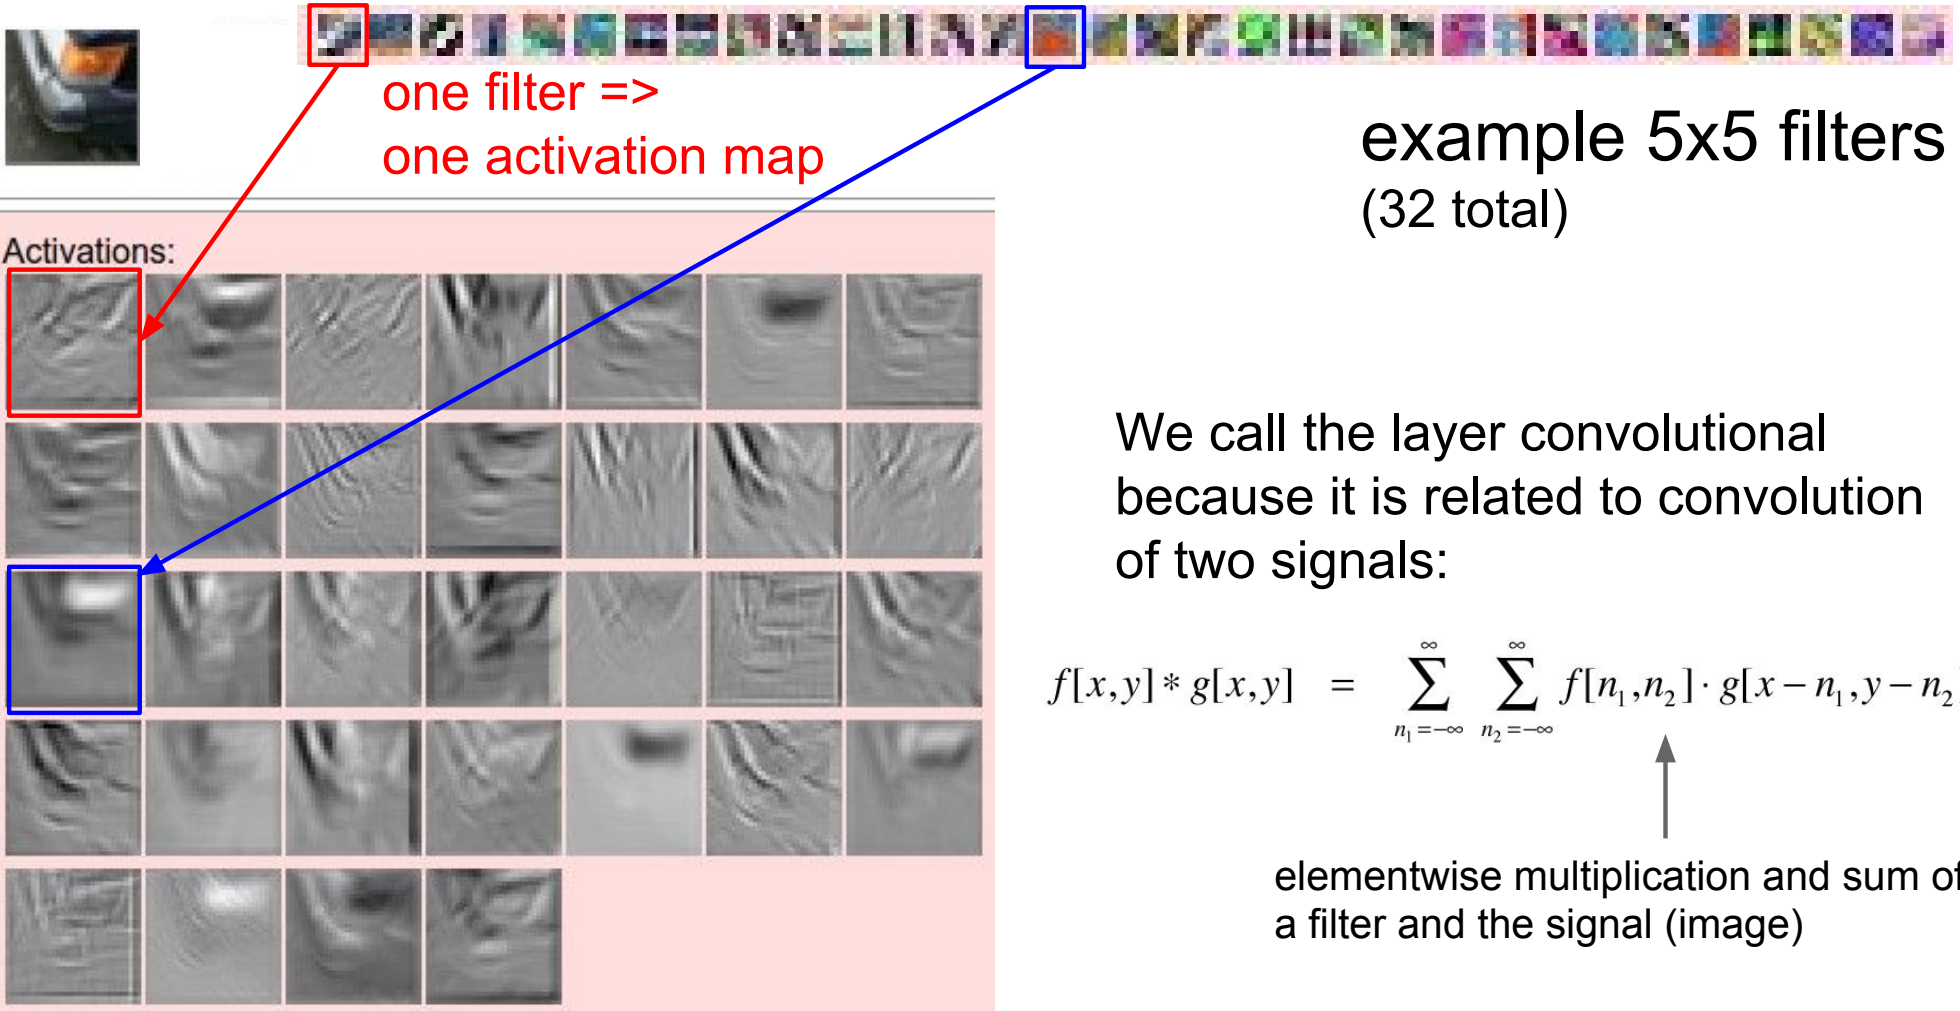 one filter =>
one activation map
example 5x5 filters
(32 total)
Activations:
We call the layer convolutional
because it is related to convolution
of two signals:
f[x,y] * g[x,y] = ∑_{n₁=−∞}^{∞} ∑_{n₂=−∞}^{∞} f[n₁,n₂]·g[x−n₁,y−n₂
elementwise multiplication and sum of
a filter and the signal (image)